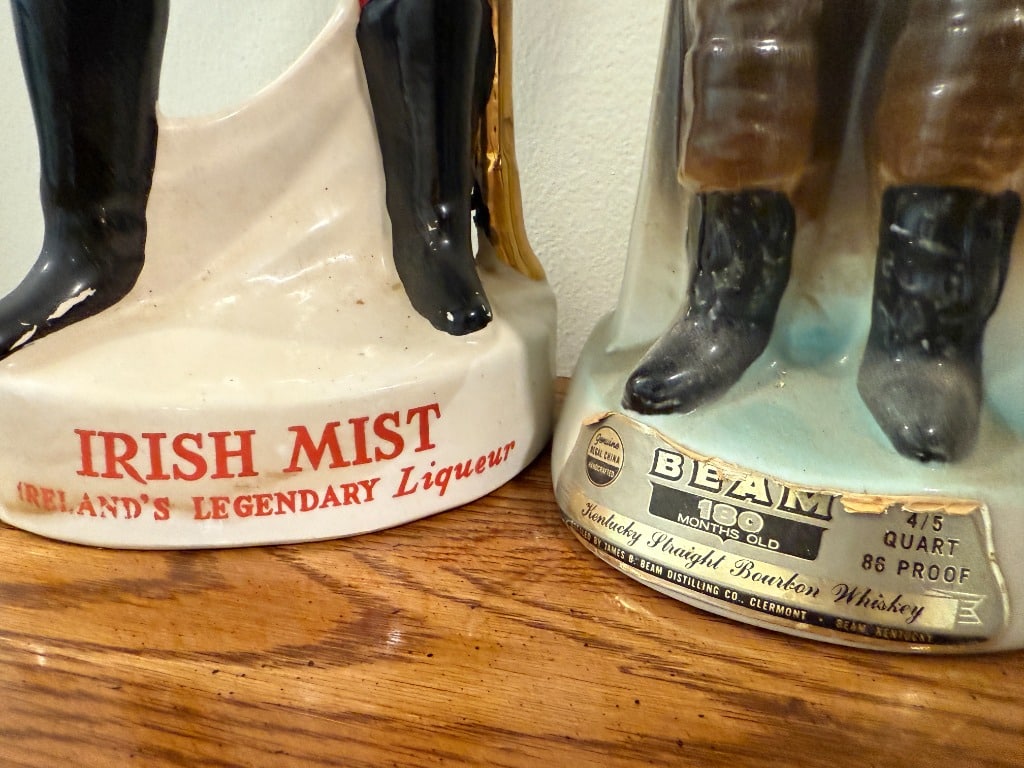 IRISH MIST
IRELAND'S LEGENDARY Liqueur
Genuine
REGAL CHINA
HANDCRAFTED
BEAM
180
MONTHS OLD
4/5
QUART
86 PROOF
Kentucky Straight Bourbon Whiskey
BY JAMES B. BEAM DISTILLING CO., CLERMONT · BEAM, KENTUCKY